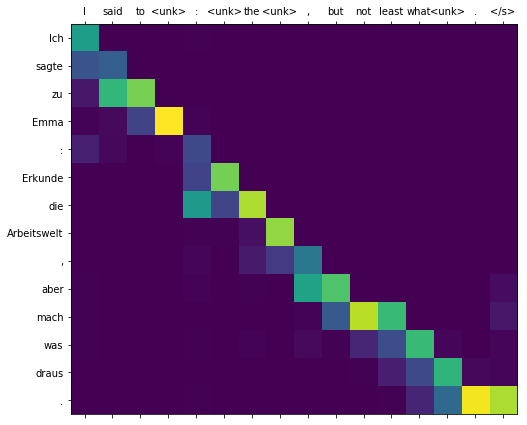 I said to <unk> : <unk> the <unk> , but not least what <unk> . </s>
Ich
sagte
zu
Emma
:
Erkunde
die
Arbeitswelt
,
aber
mach
was
draus
.